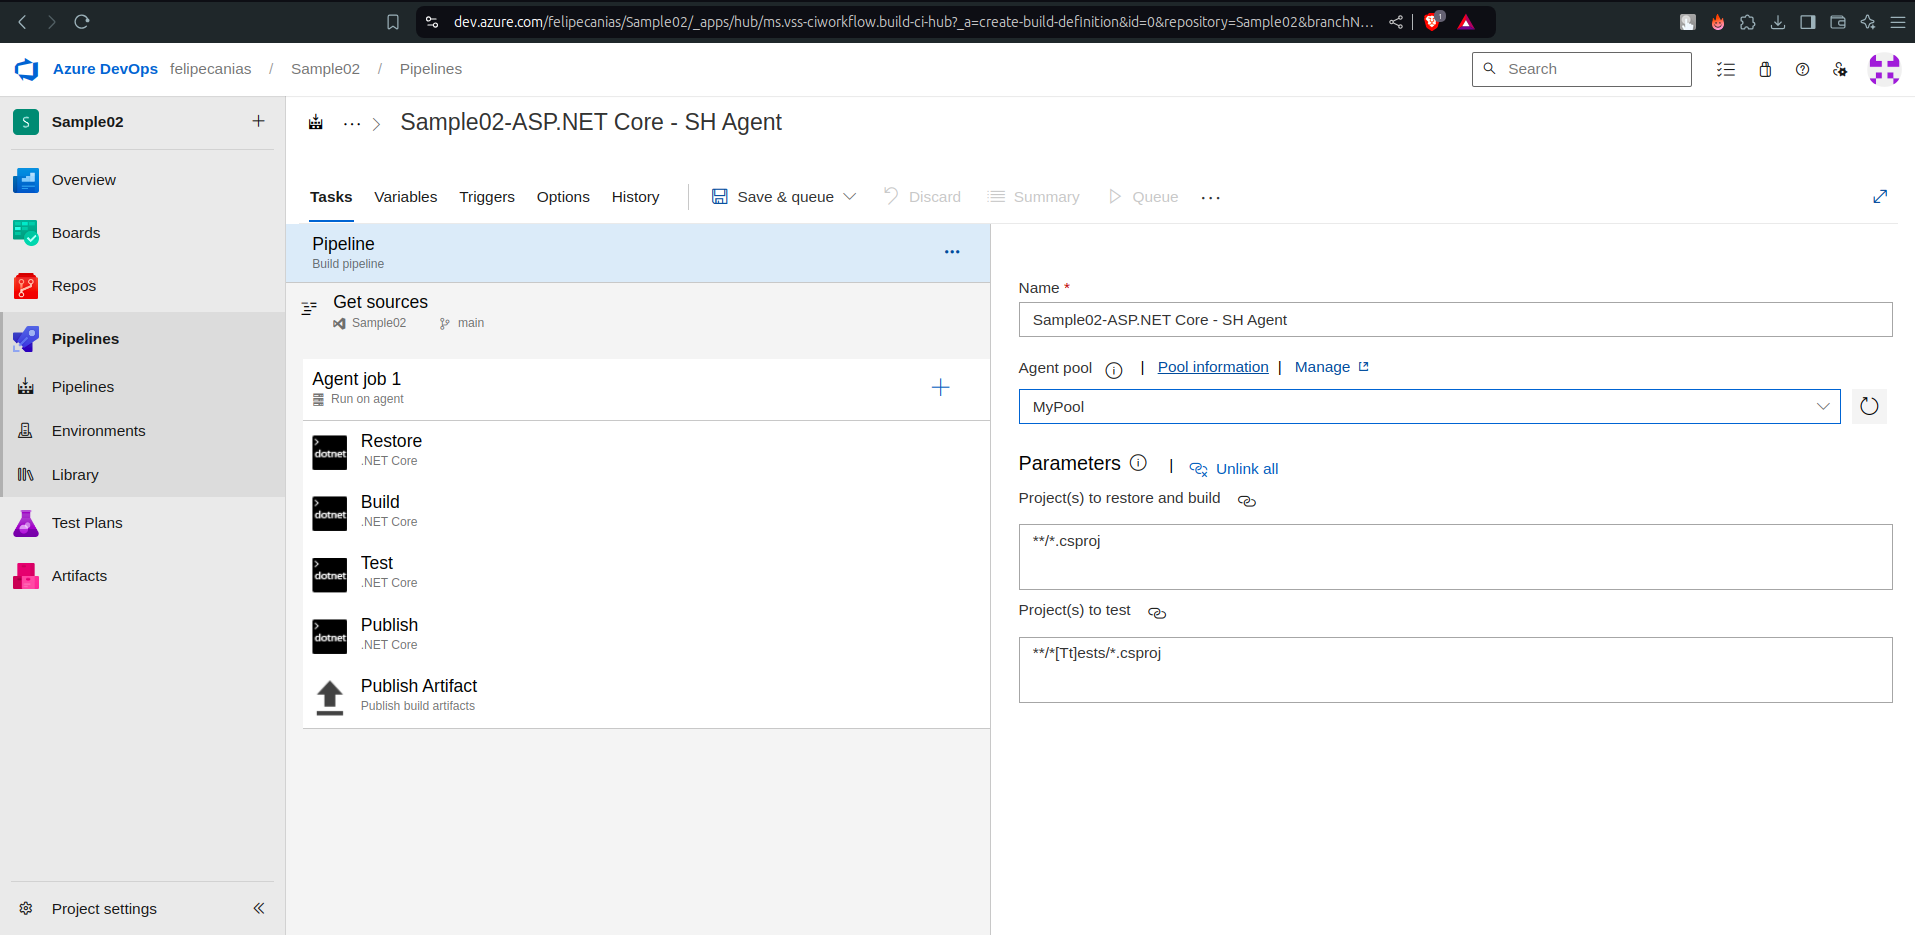 dev.azure.com/felipecanias/Sample02/_apps/hub/ms.vss-ciworkflow.build-ci-hub?_a=create-build-definition&id=0&repository=Sample02&branchN...
1
Azure DevOps felipecanias / Sample02 / Pipelines
Search
S Sample02
Overview
Boards
Repos
Pipelines
Pipelines
Environments
Library
Test Plans
Artifacts
Project settings
... > Sample02-ASP.NET Core - SH Agent
Tasks Variables Triggers Options History | Save & queue Discard Summary Queue ...
Pipeline
Build pipeline
...
Get sources
Sample02 main
Agent job 1
Run on agent
dotnet
Restore
.NET Core
dotnet
Build
.NET Core
dotnet
Test
.NET Core
dotnet
Publish
.NET Core
Publish Artifact
Publish build artifacts
Name *
Sample02-ASP.NET Core - SH Agent
Agent pool | Pool information | Manage
MyPool
Parameters | Unlink all
Project(s) to restore and build
**/*.csproj
Project(s) to test
**/*[Tt]ests/*.csproj